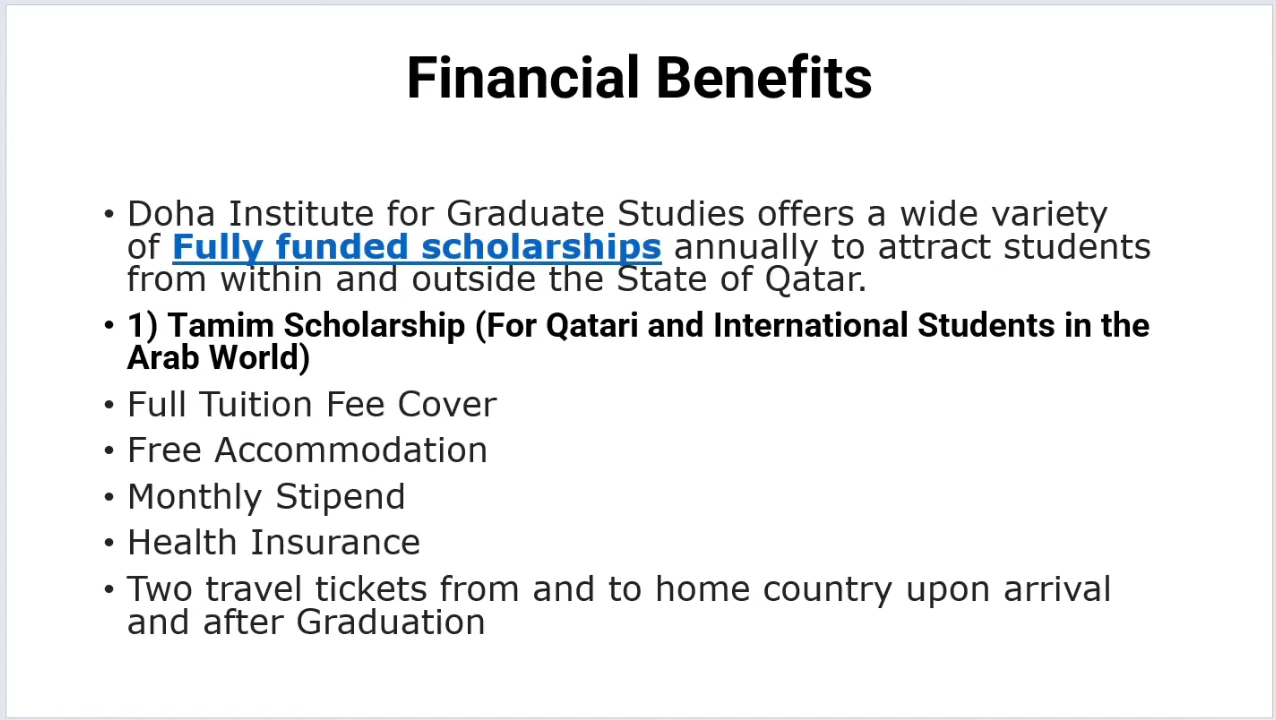 Financial Benefits
• Doha Institute for Graduate Studies offers a wide variety
of Fully funded scholarships annually to attract students
from within and outside the State of Qatar.
• 1) Tamim Scholarship (For Qatari and International Students in the
Arab World)
• Full Tuition Fee Cover
• Free Accommodation
• Monthly Stipend
• Health Insurance
• Two travel tickets from and to home country upon arrival
and after Graduation